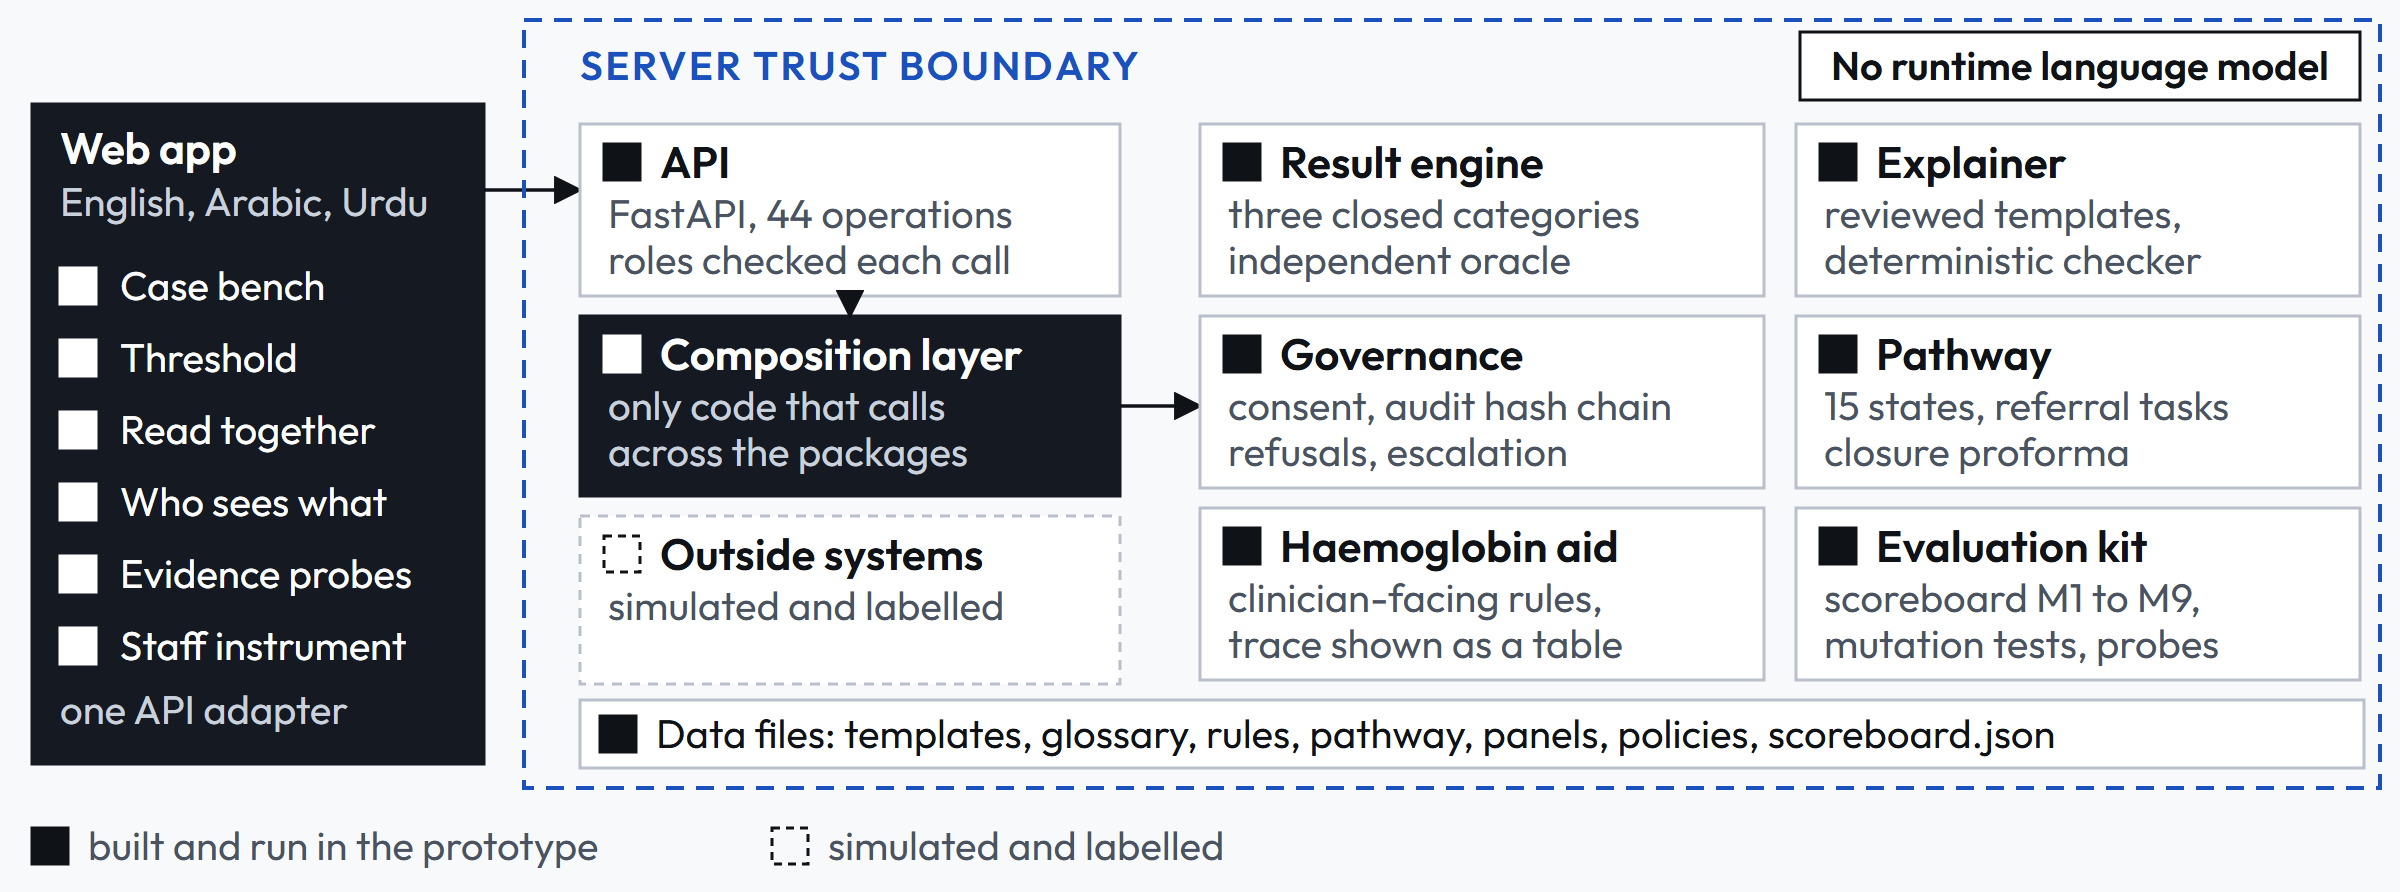 SERVER TRUST BOUNDARY
No runtime language model
Web app
English, Arabic, Urdu
Case bench
Threshold
Read together
Who sees what
Evidence probes
Staff instrument
one API adapter
API
FastAPI, 44 operations
roles checked each call
Composition layer
only code that calls
across the packages
Outside systems
simulated and labelled
Result engine
three closed categories
independent oracle
Governance
consent, audit hash chain
refusals, escalation
Haemoglobin aid
clinician-facing rules,
trace shown as a table
Explainer
reviewed templates,
deterministic checker
Pathway
15 states, referral tasks
closure proforma
Evaluation kit
scoreboard M1 to M9,
mutation tests, probes
Data files: templates, glossary, rules, pathway, panels, policies, scoreboard.json
built and run in the prototype
simulated and labelled